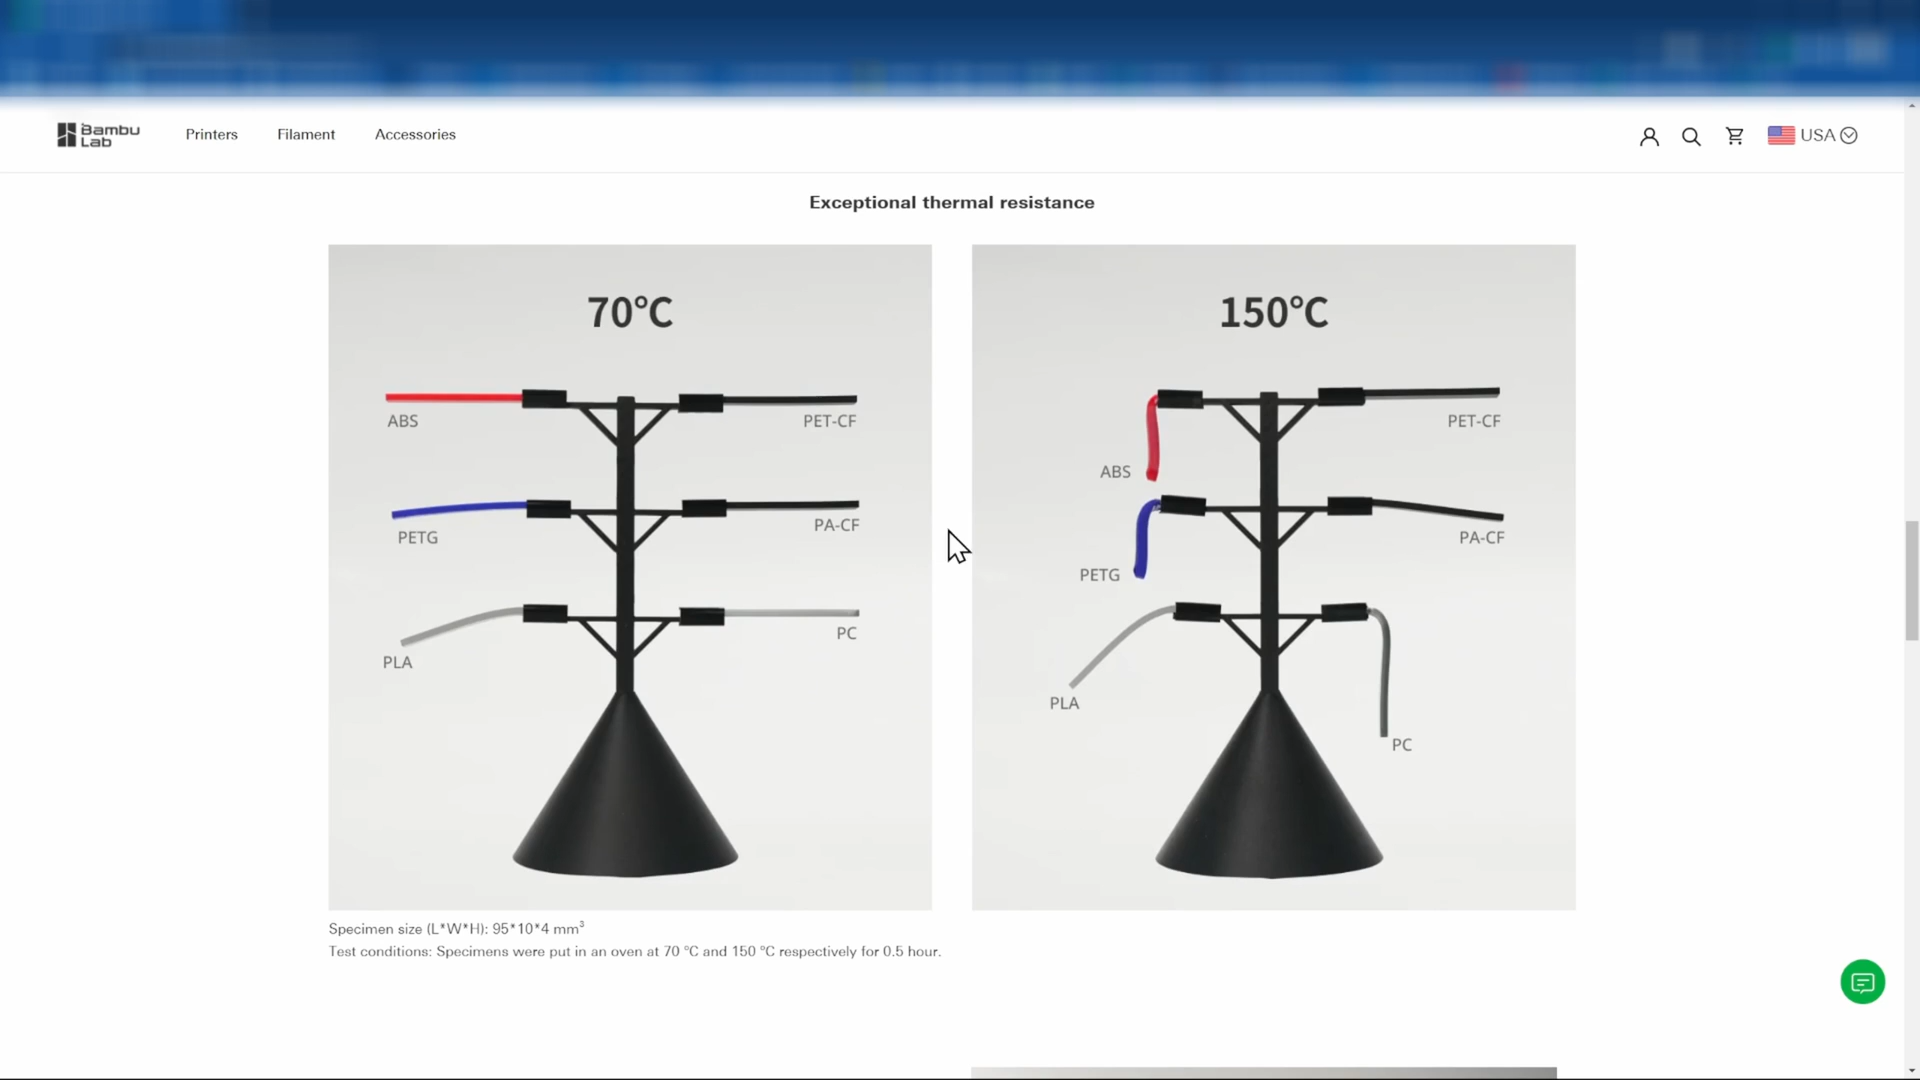 Bambu
Lab
Printers
Filament
Accessories
USA
Exceptional thermal resistance
70°C
ABS
PET-CF
PETG
PA-CF
PLA
PC
150°C
PET-CF
ABS
PA-CF
PETG
PLA
PC
Specimen size (L*W*H): 95*10*4 mm³
Test conditions: Specimens were put in an oven at 70 °C and 150 °C respectively for 0.5 hour.